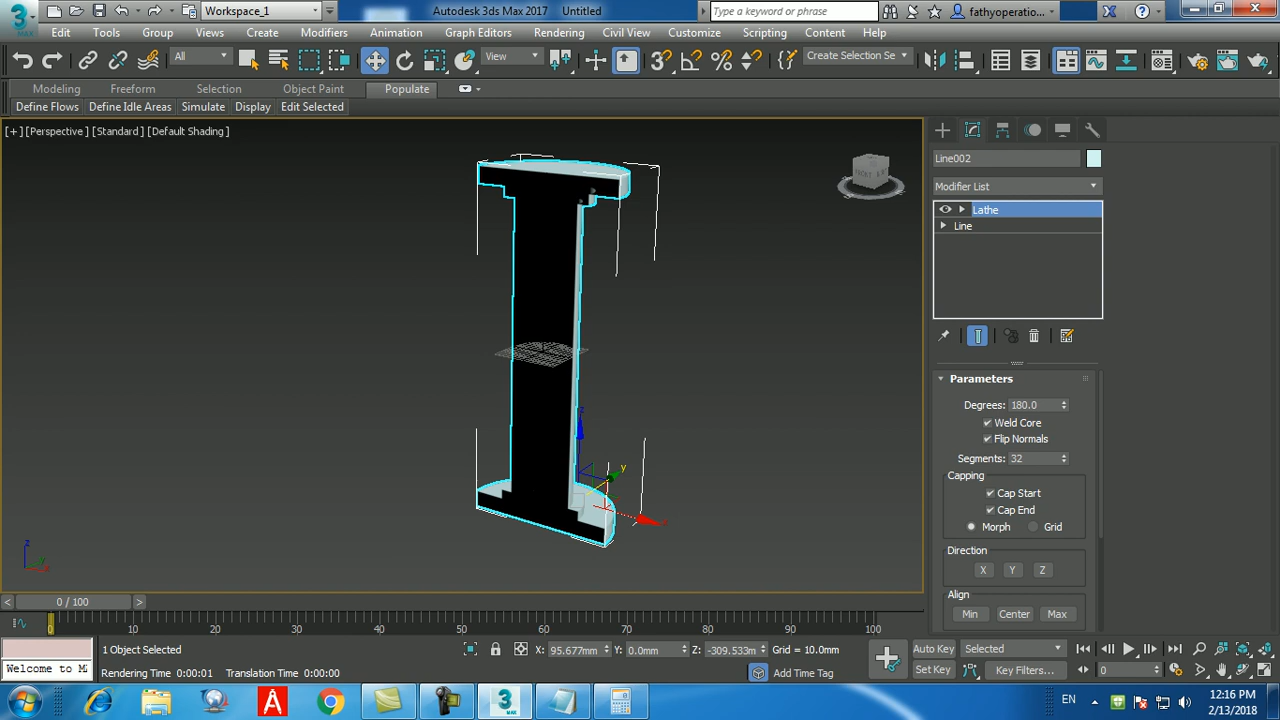 Workspace_1
Autodesk 3ds Max 2017 Untitled
Type a keyword or phrase
fathyoperation...
3
MAX
Edit Tools Group Views Create Modifiers Animation Graph Editors Rendering Civil View Customize Scripting Content Help
All
View
Create Selection Se
Modeling Freeform Selection Object Paint Populate
Define Flows Define Idle Areas Simulate Display Edit Selected
[+] [Perspective] [Standard] [Default Shading]
Line002
Modifier List
Lathe
Line
Parameters
Degrees: 180.0
Weld Core
Flip Normals
Segments: 32
Capping
Cap Start
Cap End
Morph Grid
Direction
X Y Z
Align
Min Center Max
z
y
x
z
y
x
0 / 100
0 10 20 30 40 50 60 70 80 90 100
1 Object Selected
X: 95.677mm Y: 0.0mm Z: -309.533m Grid = 10.0mm
Auto Key Selected
Welcome to M
Rendering Time 0:00:01 Translation Time 0:00:00
Add Time Tag
Set Key Key Filters...
0
EN
12:16 PM
2/13/2018